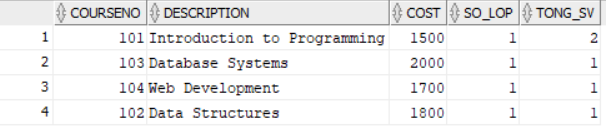 COURSENO DESCRIPTION COST SO_LOP TONG_SV
1 101 Introduction to Programming 1500 1 2
2 103 Database Systems 2000 1 1
3 104 Web Development 1700 1 1
4 102 Data Structures 1800 1 1